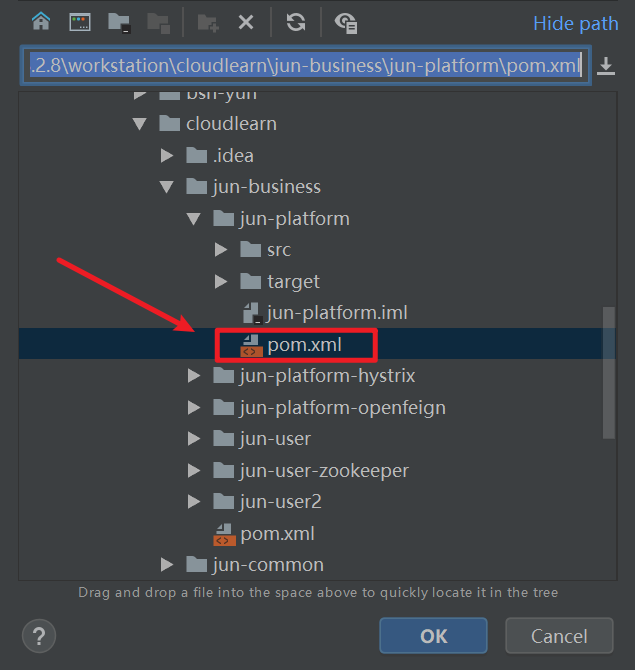 Hide path
.2.8\workstation\cloudlearn\jun-business\jun-platform\pom.xml
bsh-yun
cloudlearn
.idea
jun-business
jun-platform
src
target
jun-platform.iml
pom.xml
jun-platform-hystrix
jun-platform-openfeign
jun-user
jun-user-zookeeper
jun-user2
pom.xml
jun-common
Drag and drop a file into the space above to quickly locate it in the tree
?
OK
Cancel